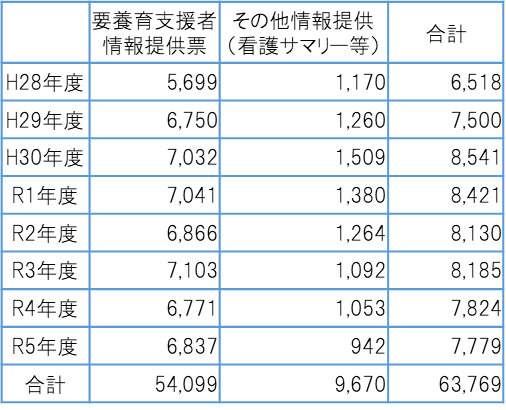 要養育支援者 その他情報提供 合計
情報提供票 (看護サマリー等)
H28年度 5,699 1,170 6,518
H29年度 6,750 1,260 7,500
H30年度 7,032 1,509 8,541
R1年度 7,041 1,380 8,421
R2年度 6,866 1,264 8,130
R3年度 7,103 1,092 8,185
R4年度 6,771 1,053 7,824
R5年度 6,837 942 7,779
合計 54,099 9,670 63,769